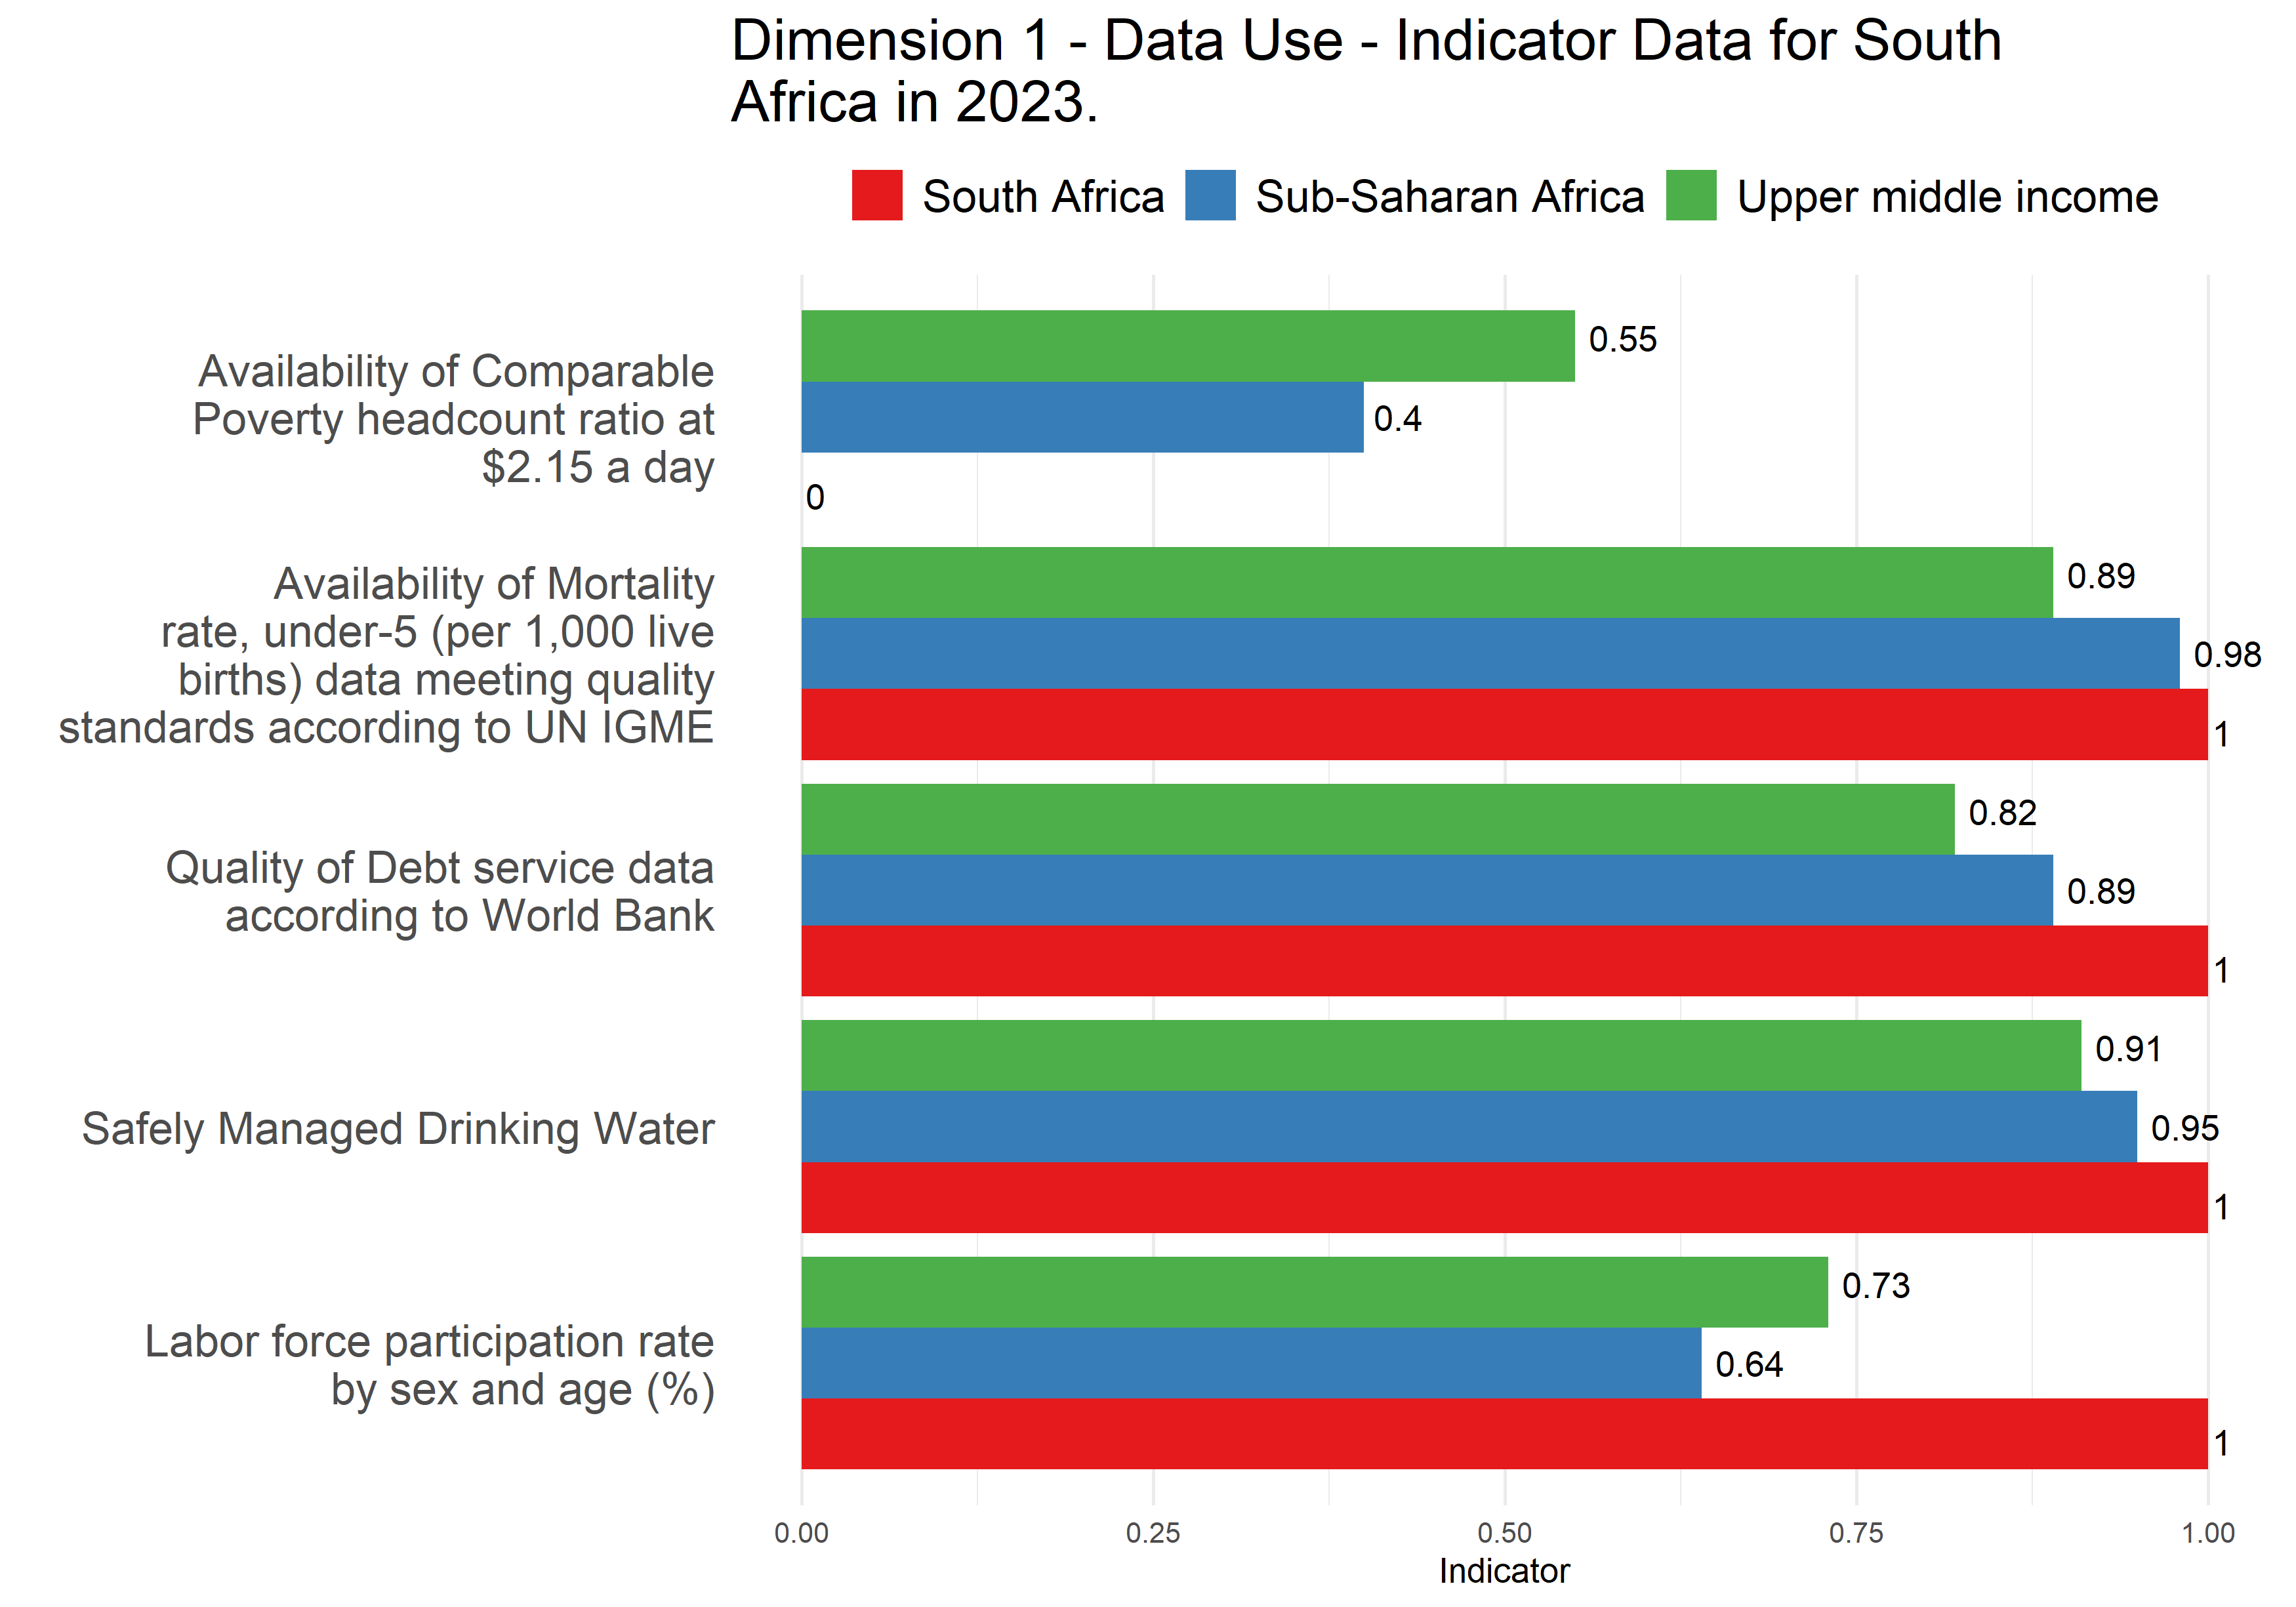 Dimension 1 - Data Use - Indicator Data for South
Africa in 2023.
South Africa Sub-Saharan Africa Upper middle income
Availability of Comparable
Poverty headcount ratio at
$2.15 a day
0.55
0.4
0
Availability of Mortality
rate, under-5 (per 1,000 live
births) data meeting quality
standards according to UN IGME
0.89
0.98
1
Quality of Debt service data
according to World Bank
0.82
0.89
1
Safely Managed Drinking Water
0.91
0.95
1
Labor force participation rate
by sex and age (%)
0.73
0.64
1
0.00 0.25 0.50 0.75 1.00
Indicator